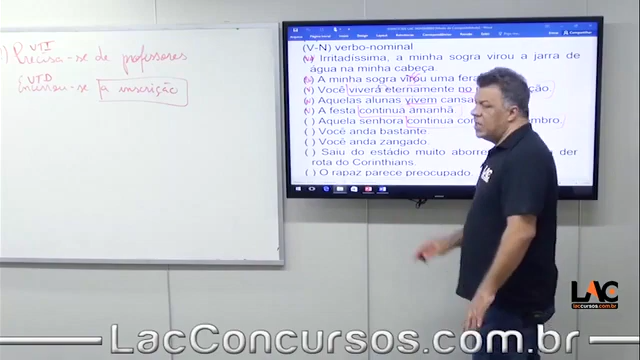 VTI
Precisa-se de professores
VTD
Encerrou-se a inscrição
(V-N) verbo-nominal
Irritadíssima, a minha sogra virou a jarra de
água na minha cabeça.
A minha sogra virou uma fera
Você viverá eternamente no
Aquelas alunas vivem
A festa continua amanhã.
Aquela senhora continua
( ) Você anda bastante
( ) Você anda zangado.
( ) Saiu do estádio muito
rota do Corinthians.
( ) O rapaz parece preocupado.
LAC
laccursos.com.br
LacConcursos.com.br